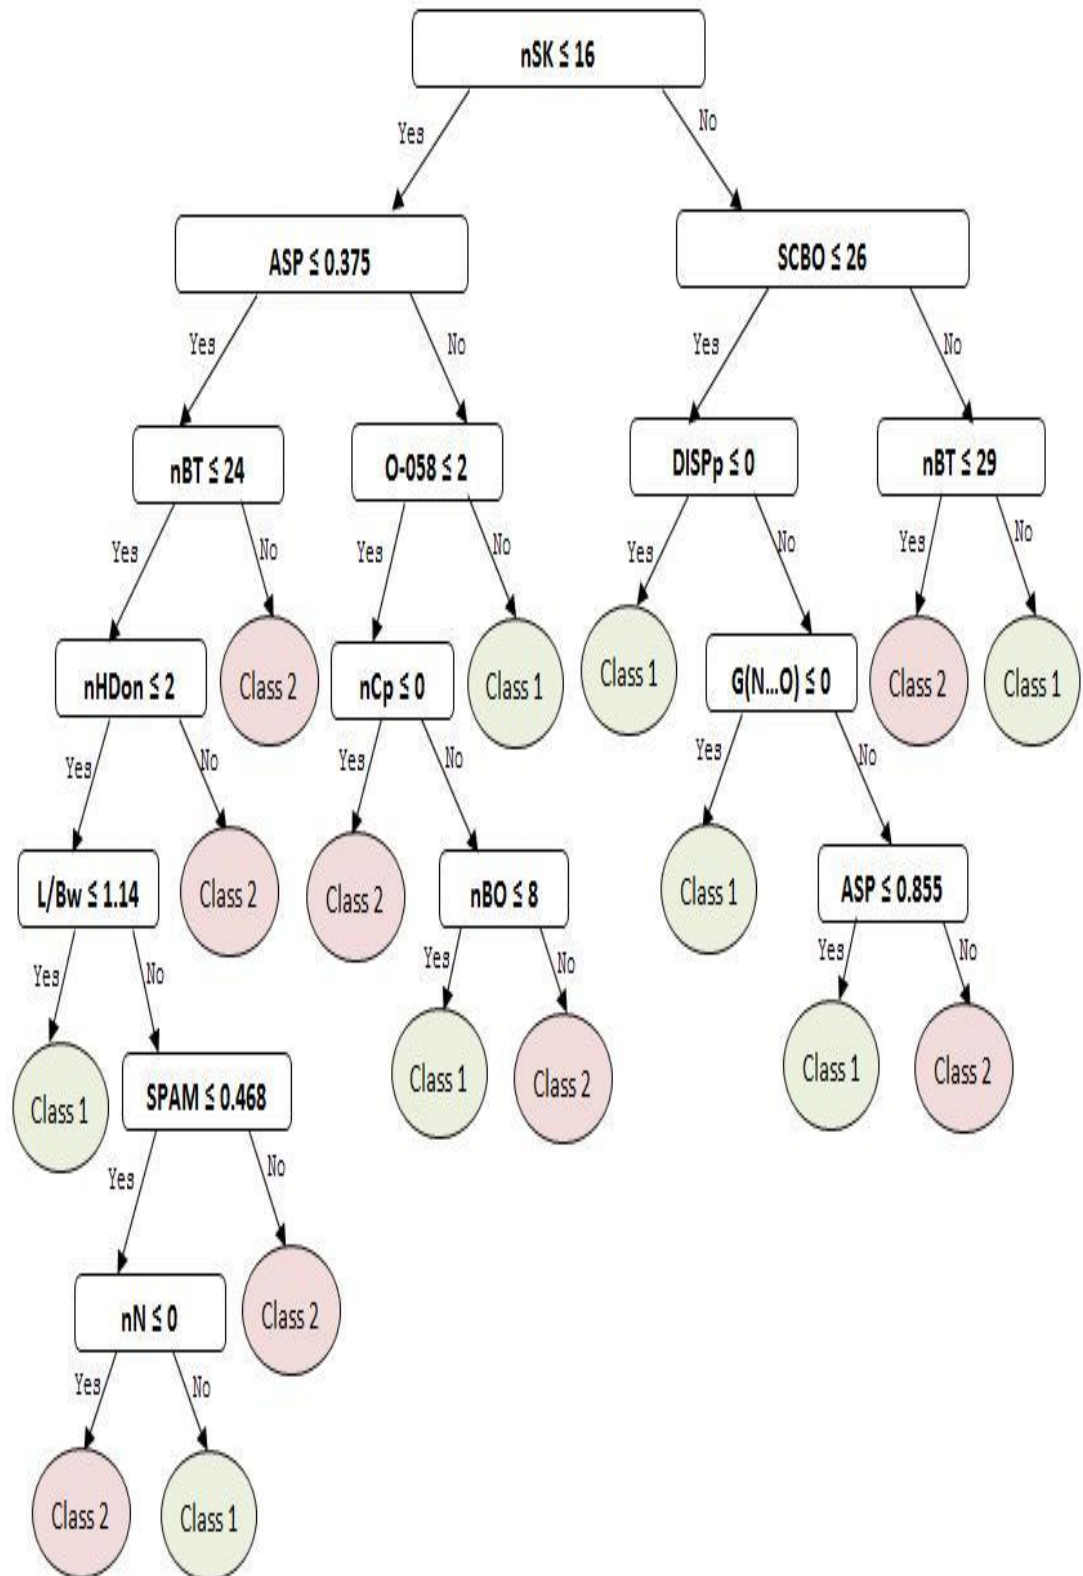 nSK ≤ 16
Yes
No
ASP ≤ 0.375
SCBO ≤ 26
Yes
No
Yes
No
nBT ≤ 24
O-058 ≤ 2
DISPp ≤ 0
nBT ≤ 29
Yes
No
Yes
No
Yes
No
Yes
No
nHDon ≤ 2
Class 2
nCp ≤ 0
Class 1
Class 1
G(N...O) ≤ 0
Class 2
Class 1
Yes
No
Yes
No
Yes
No
L/Bw ≤ 1.14
Class 2
Class 2
nBO ≤ 8
Class 1
ASP ≤ 0.855
Yes
No
Yes
No
Yes
No
Class 1
SPAM ≤ 0.468
Class 1
Class 2
Class 1
Class 2
Yes
No
nN ≤ 0
Class 2
Yes
No
Class 2
Class 1